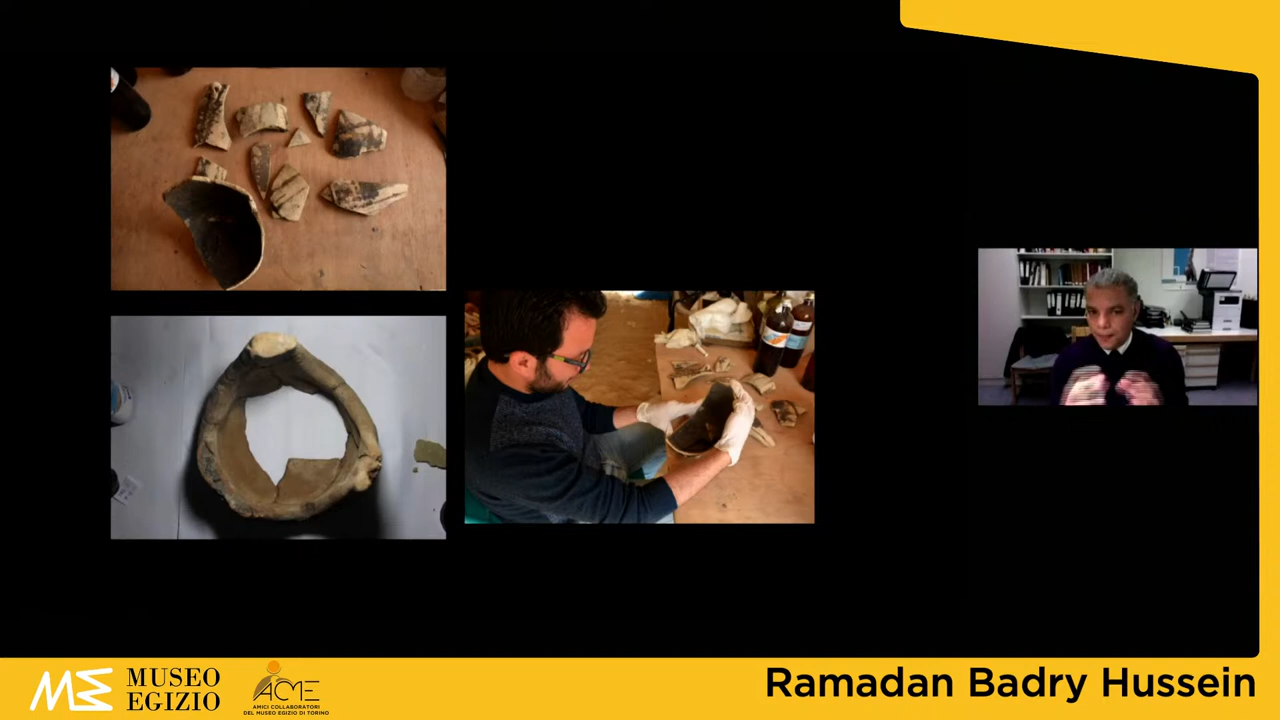 MUSEO
EGIZIO
ACME
AMICI COLLABORATORI
DEL MUSEO EGIZIO DI TORINO
Ramadan Badry Hussein